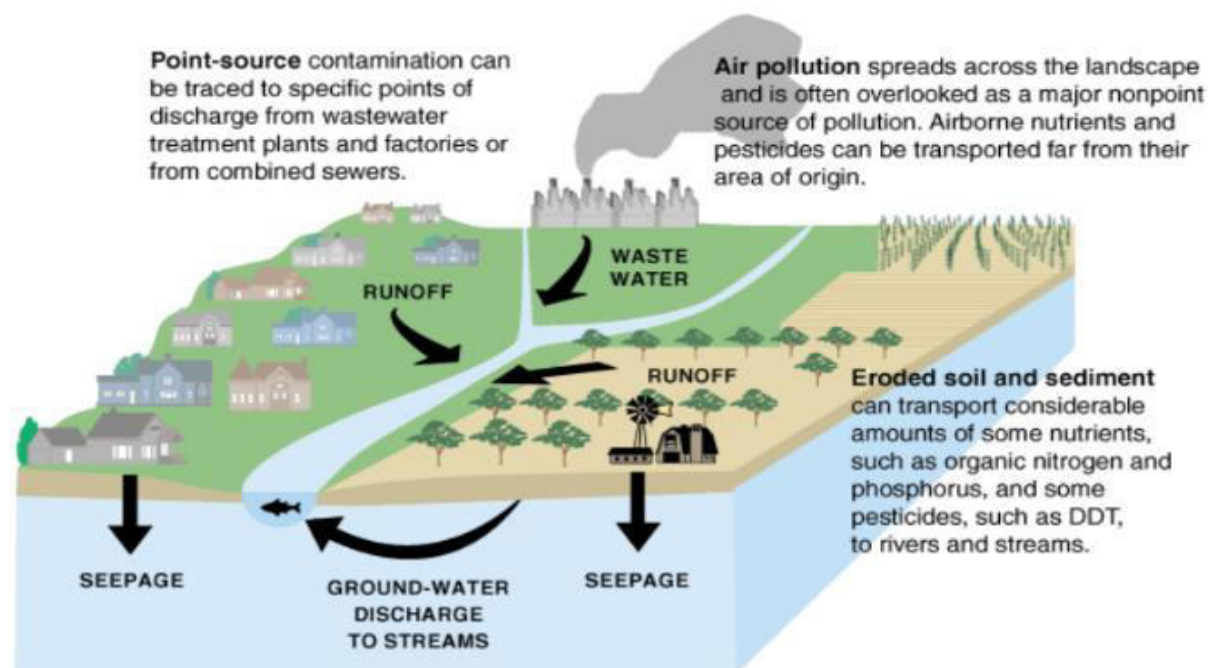 Point-source contamination can
be traced to specific points of
discharge from wastewater
treatment plants and factories or
from combined sewers.
Air pollution spreads across the landscape
and is often overlooked as a major nonpoint
source of pollution. Airborne nutrients and
pesticides can be transported far from their
area of origin.
WASTE
WATER
RUNOFF
RUNOFF
Eroded soil and sediment
can transport considerable
amounts of some nutrients,
such as organic nitrogen and
phosphorus, and some
pesticides, such as DDT,
to rivers and streams.
SEEPAGE
GROUND-WATER
DISCHARGE
TO STREAMS
SEEPAGE